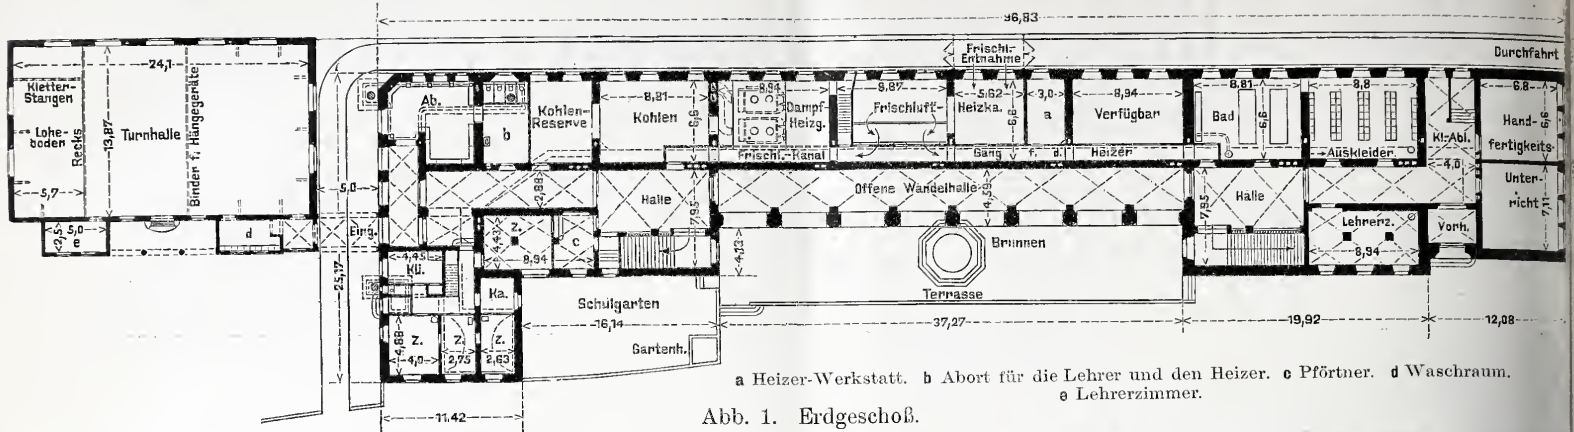 96,83
Frischl.-
Entnahme
Durchfahrt
24,1
Kletter-
Stangen
Lohe-
boden
Recks
13,87
Turnhalle
Binden f. Hängegeräte
5,7
5,0
2,5
e
d
5,0
25,17
Eing.
Ab.
b
Kohlen-
Reserve
8,81
Kohlen
6,6
8,94
Dampf-
Heizg.
9,87
Frischluft-
Frischl.-Kanal
5,62
Heizka.
6,6
3,0
a
8,94
Verfügbar
Gang f. d. Heizer
8,81
Bad
6,6
8,8
Auskleider.
Kl.-Abl.
4,0
6.8
Hand-
fertigkeits-
6,6
Unter-
richt
7,11
2,88
Halle
7,95
Offene Wandelhalle
4,59
Halle
7,95
4,43
Z.
8,94
c
4,13
Brunnen
Terrasse
Lehrerz.
8,94
Vorh.
4,45
Kü.
Ka.
Schulgarten
16,14
37,27
19,92
12,08
4,88
Z.
4,0
Z.
2,75
Z.
2,63
Gartenh.
11,42
a Heizer-Werkstatt. b Abort für die Lehrer und den Heizer. c Pförtner. d Waschraum.
e Lehrerzimmer.
Abb. 1. Erdgeschoß.